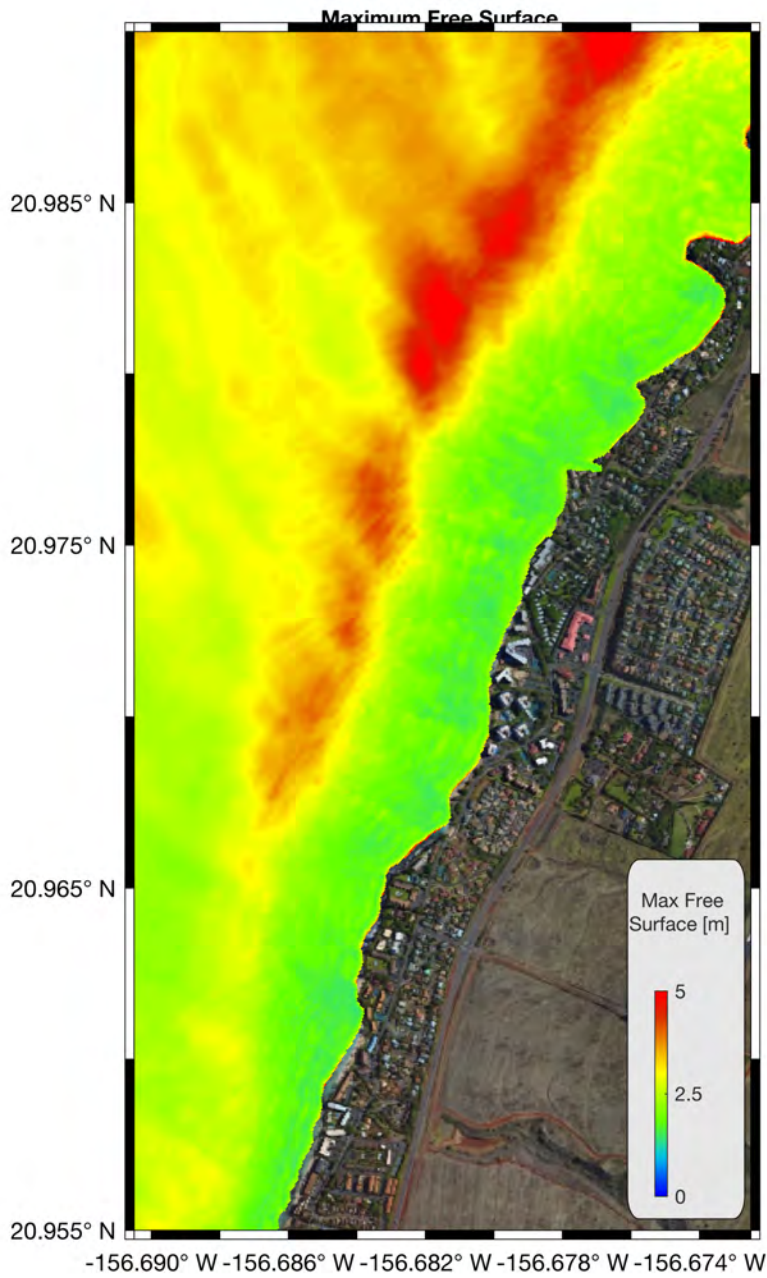 Maximum Free Surface
20.985° N
20.975° N
20.965° N
20.955° N
Max Free
Surface [m]
5
2.5
0
-156.690° W -156.686° W -156.682° W -156.678° W -156.674° W